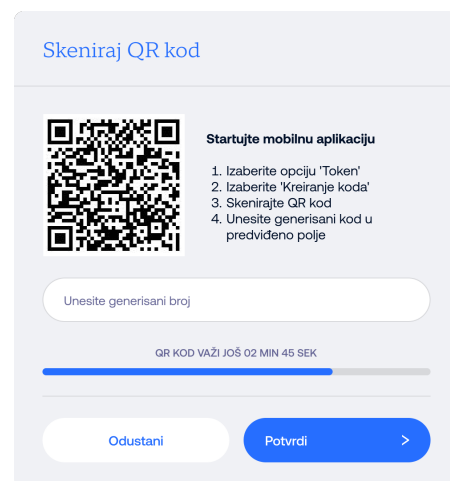 Skeniraj QR kod
Startujte mobilnu aplikaciju
1. Izaberite opciju 'Token'
2. Izaberite 'Kreiranje koda'
3. Skenirajte QR kod
4. Unesite generisani kod u
predviđeno polje
Unesite generisani broj
QR KOD VAŽI JOŠ 02 MIN 45 SEK
Odustani
Potvrdi